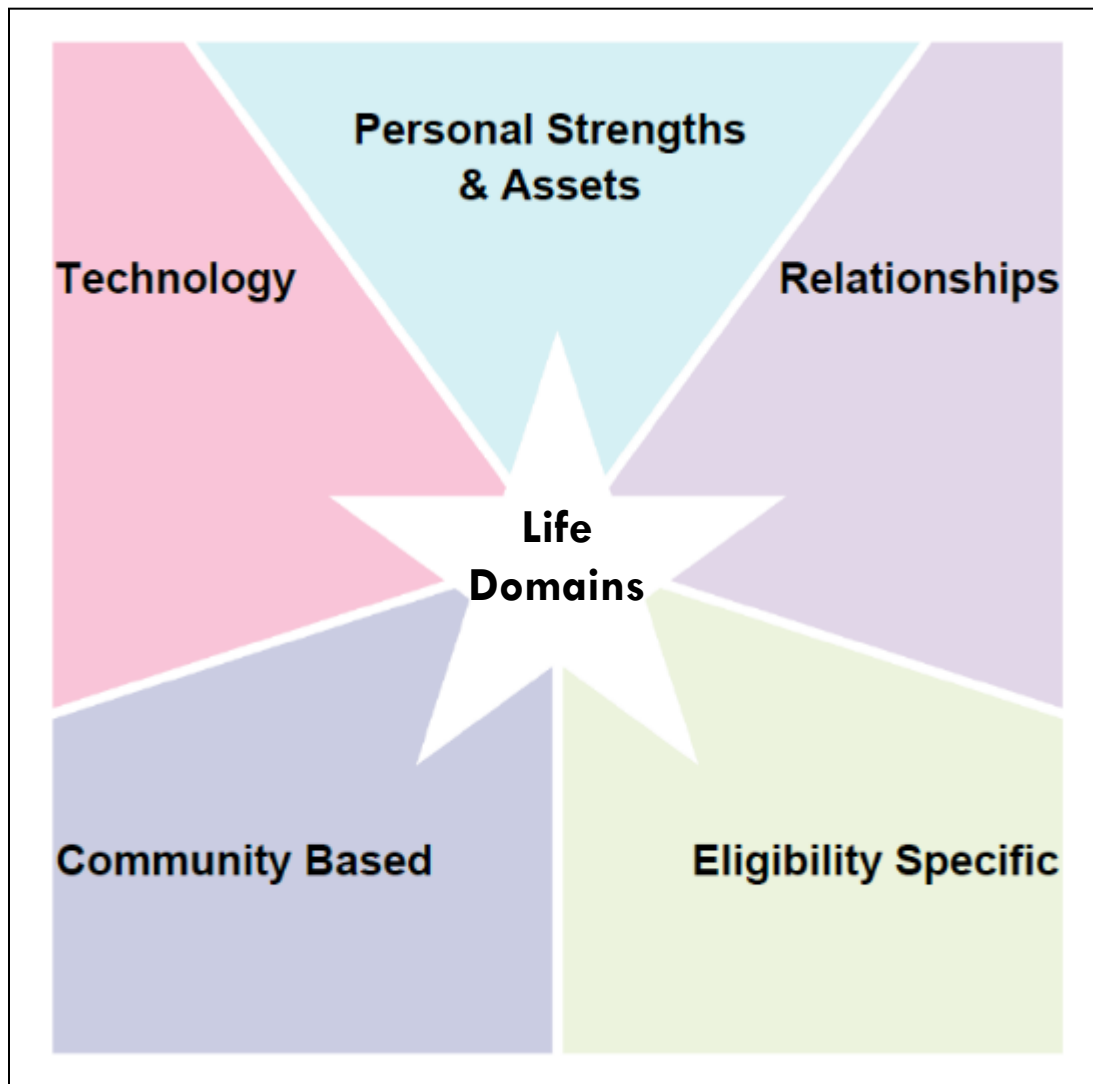 Personal Strengths
& Assets
Technology
Relationships
Life
Domains
Community Based
Eligibility Specific